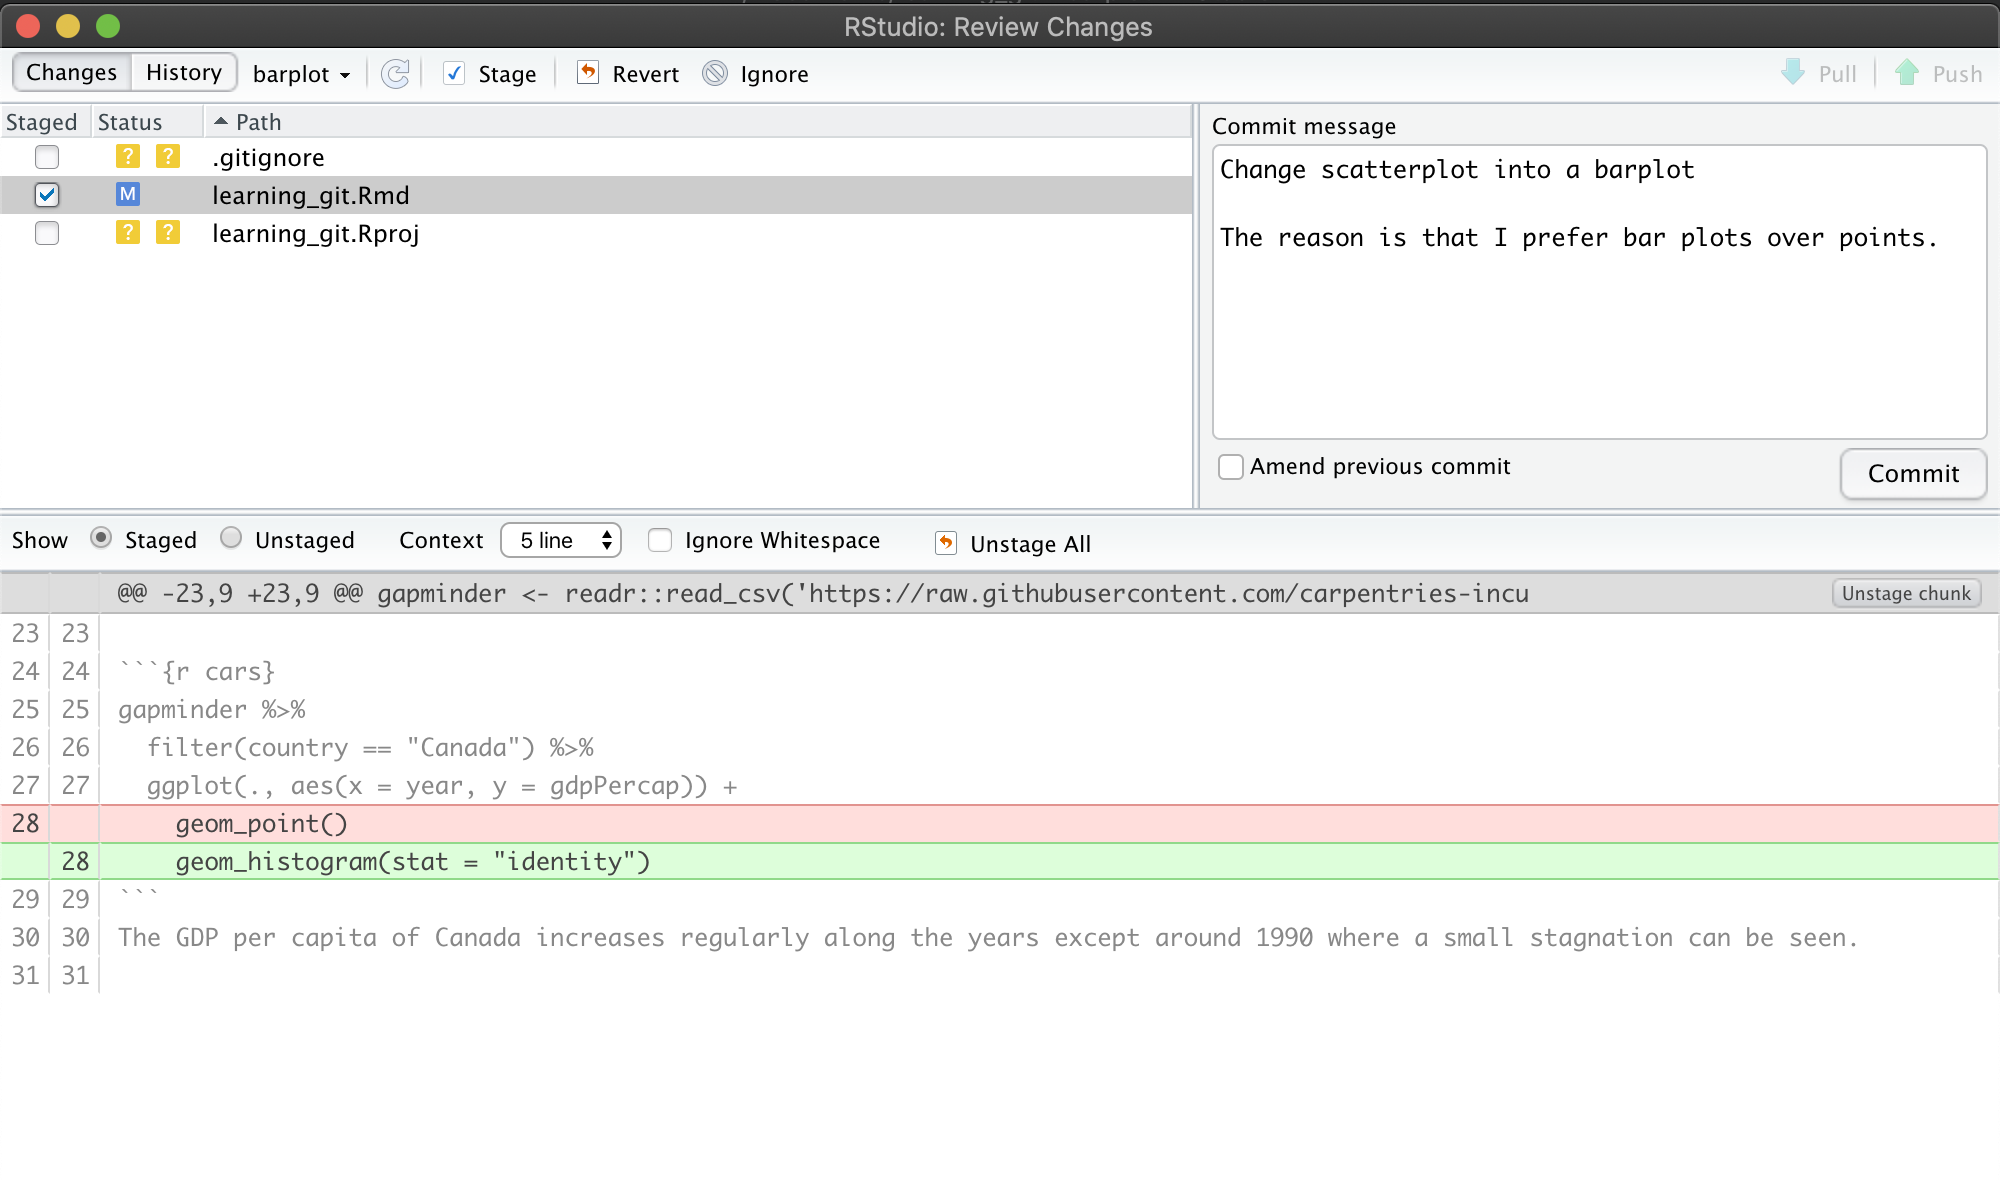 RStudio: Review Changes
Changes History barplot Stage Revert Ignore Pull Push
Staged Status Path
? ? .gitignore
M learning_git.Rmd
? ? learning_git.Rproj
Commit message
Change scatterplot into a barplot
The reason is that I prefer bar plots over points.
Amend previous commit
Commit
Show Staged Unstaged Context 5 line Ignore Whitespace Unstage All
@@ -23,9 +23,9 @@ gapminder <- readr::read_csv('https://raw.githubusercontent.com/carpentries-incu Unstage chunk
23 23
24 24 ```{r cars}
25 25 gapminder %>%
26 26 filter(country == "Canada") %>%
27 27 ggplot(., aes(x = year, y = gdpPercap)) +
28 geom_point()
28 geom_histogram(stat = "identity")
29 29 ```
30 30 The GDP per capita of Canada increases regularly along the years except around 1990 where a small stagnation can be seen.
31 31